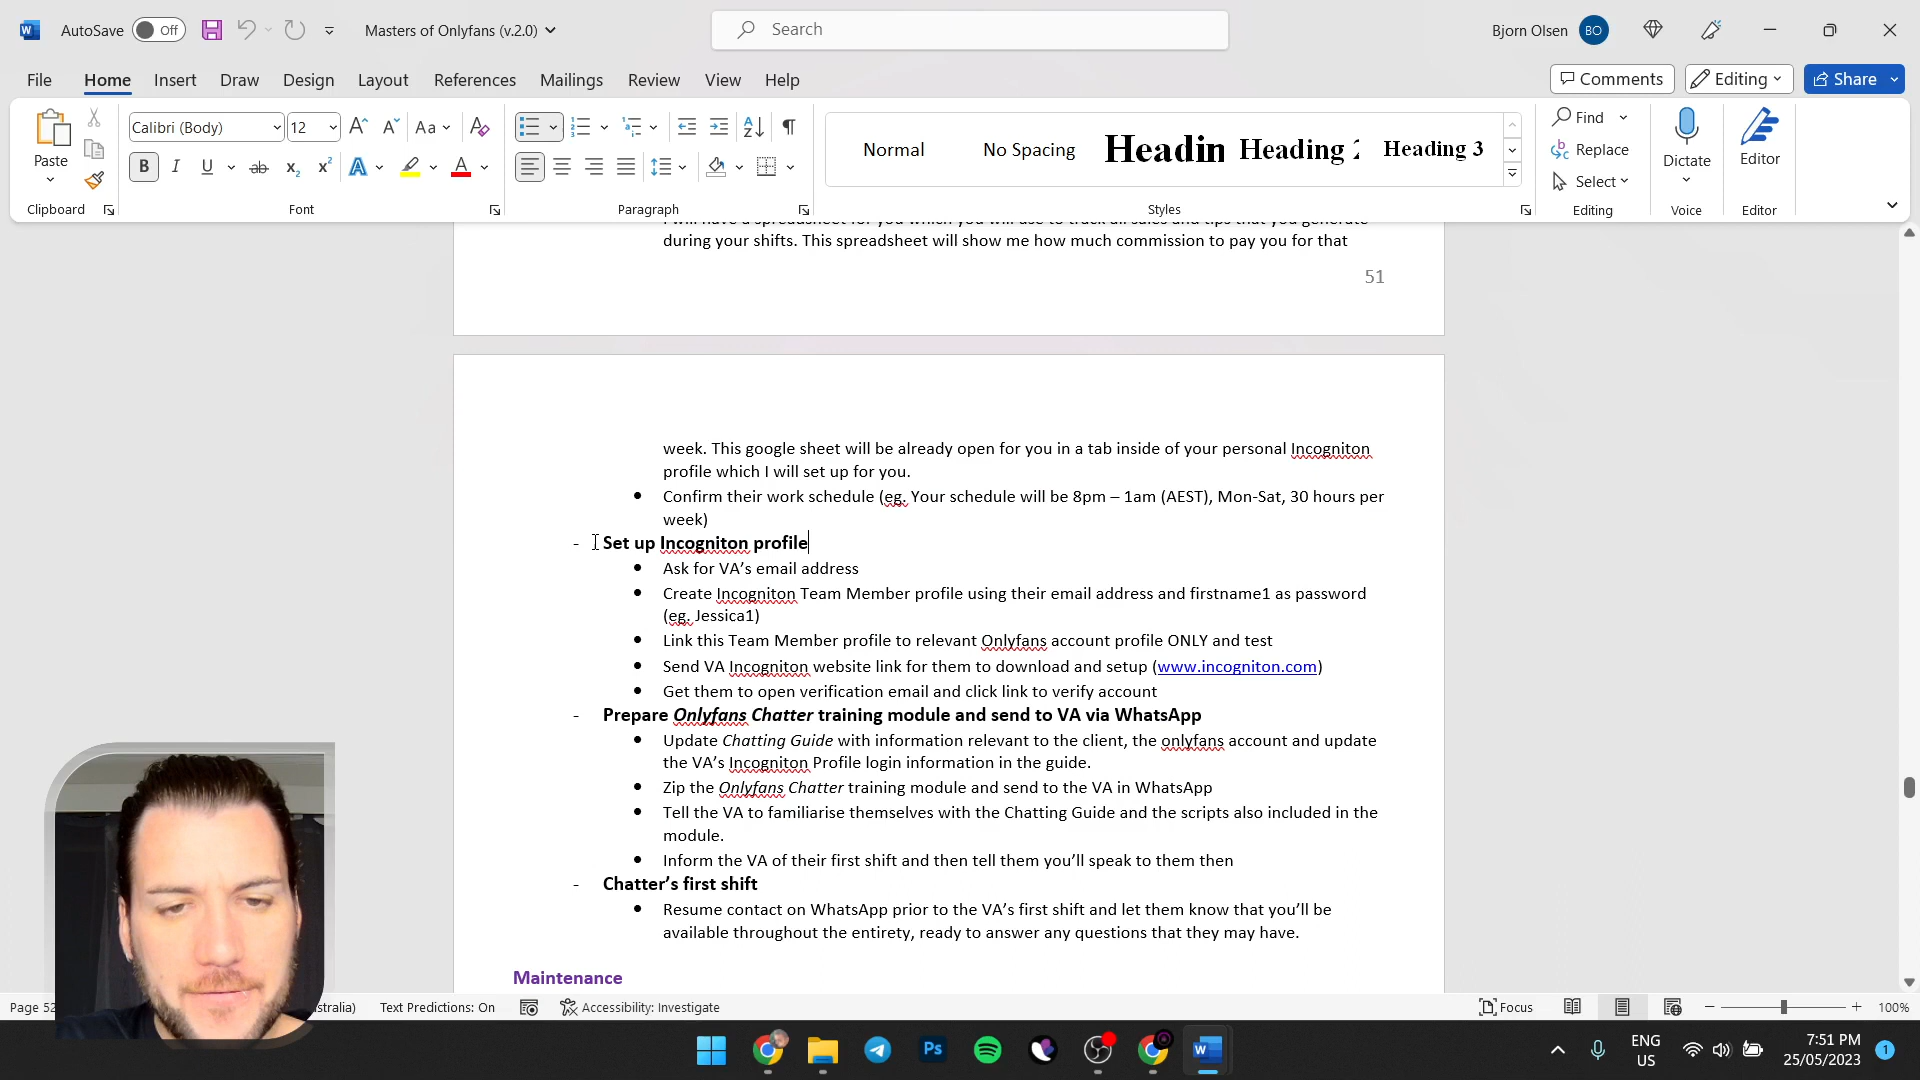 AutoSave Off Masters of Onlyfans (v.2.0) Search Bjorn Olsen BO
File Home Insert Draw Design Layout References Mailings Review View Help Comments Editing Share
Paste Calibri (Body) 12 Aa Normal No Spacing Headin Heading 2 Heading 3 Find Replace Select Dictate Editor
Clipboard Font Paragraph Styles Editing Voice Editor
I will have a spreadsheet for you which you will use to track all sales and tips that you generate
during your shifts. This spreadsheet will show me how much commission to pay you for that
51
week. This google sheet will be already open for you in a tab inside of your personal Incogniton
profile which I will set up for you.
• Confirm their work schedule (eg. Your schedule will be 8pm – 1am (AEST), Mon-Sat, 30 hours per
week)
- Set up Incogniton profile
• Ask for VA’s email address
• Create Incogniton Team Member profile using their email address and firstname1 as password
(eg. Jessica1)
• Link this Team Member profile to relevant Onlyfans account profile ONLY and test
• Send VA Incogniton website link for them to download and setup (www.incogniton.com)
• Get them to open verification email and click link to verify account
- Prepare Onlyfans Chatter training module and send to VA via WhatsApp
• Update Chatting Guide with information relevant to the client, the onlyfans account and update
the VA’s Incogniton Profile login information in the guide.
• Zip the Onlyfans Chatter training module and send to the VA in WhatsApp
• Tell the VA to familiarise themselves with the Chatting Guide and the scripts also included in the
module.
• Inform the VA of their first shift and then tell them you’ll speak to them then
- Chatter’s first shift
• Resume contact on WhatsApp prior to the VA’s first shift and let them know that you’ll be
available throughout the entirety, ready to answer any questions that they may have.
Maintenance
Page 52 stralia) Text Predictions: On Accessibility: Investigate Focus 100%
Ps W ENG US 7:51 PM 25/05/2023 1